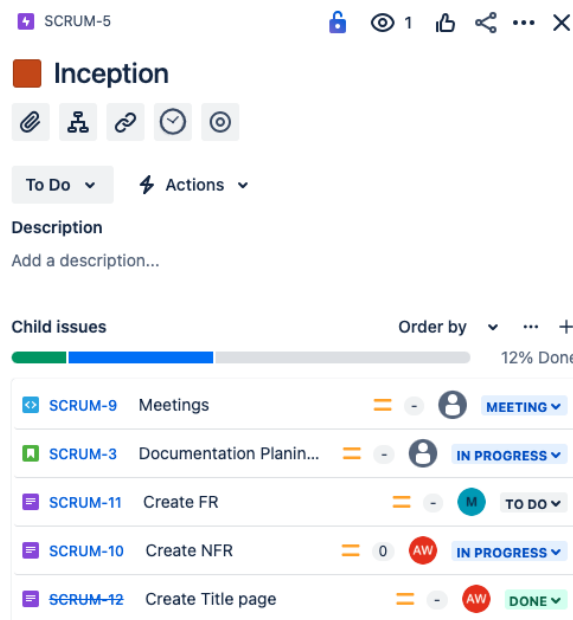 SCRUM-5 1
Inception
To Do Actions
Description
Add a description...
Child issues Order by
12% Done
SCRUM-9 Meetings - MEETING
SCRUM-3 Documentation Planin... - IN PROGRESS
SCRUM-11 Create FR - M TO DO
SCRUM-10 Create NFR 0 AW IN PROGRESS
SCRUM-12 Create Title page - AW DONE